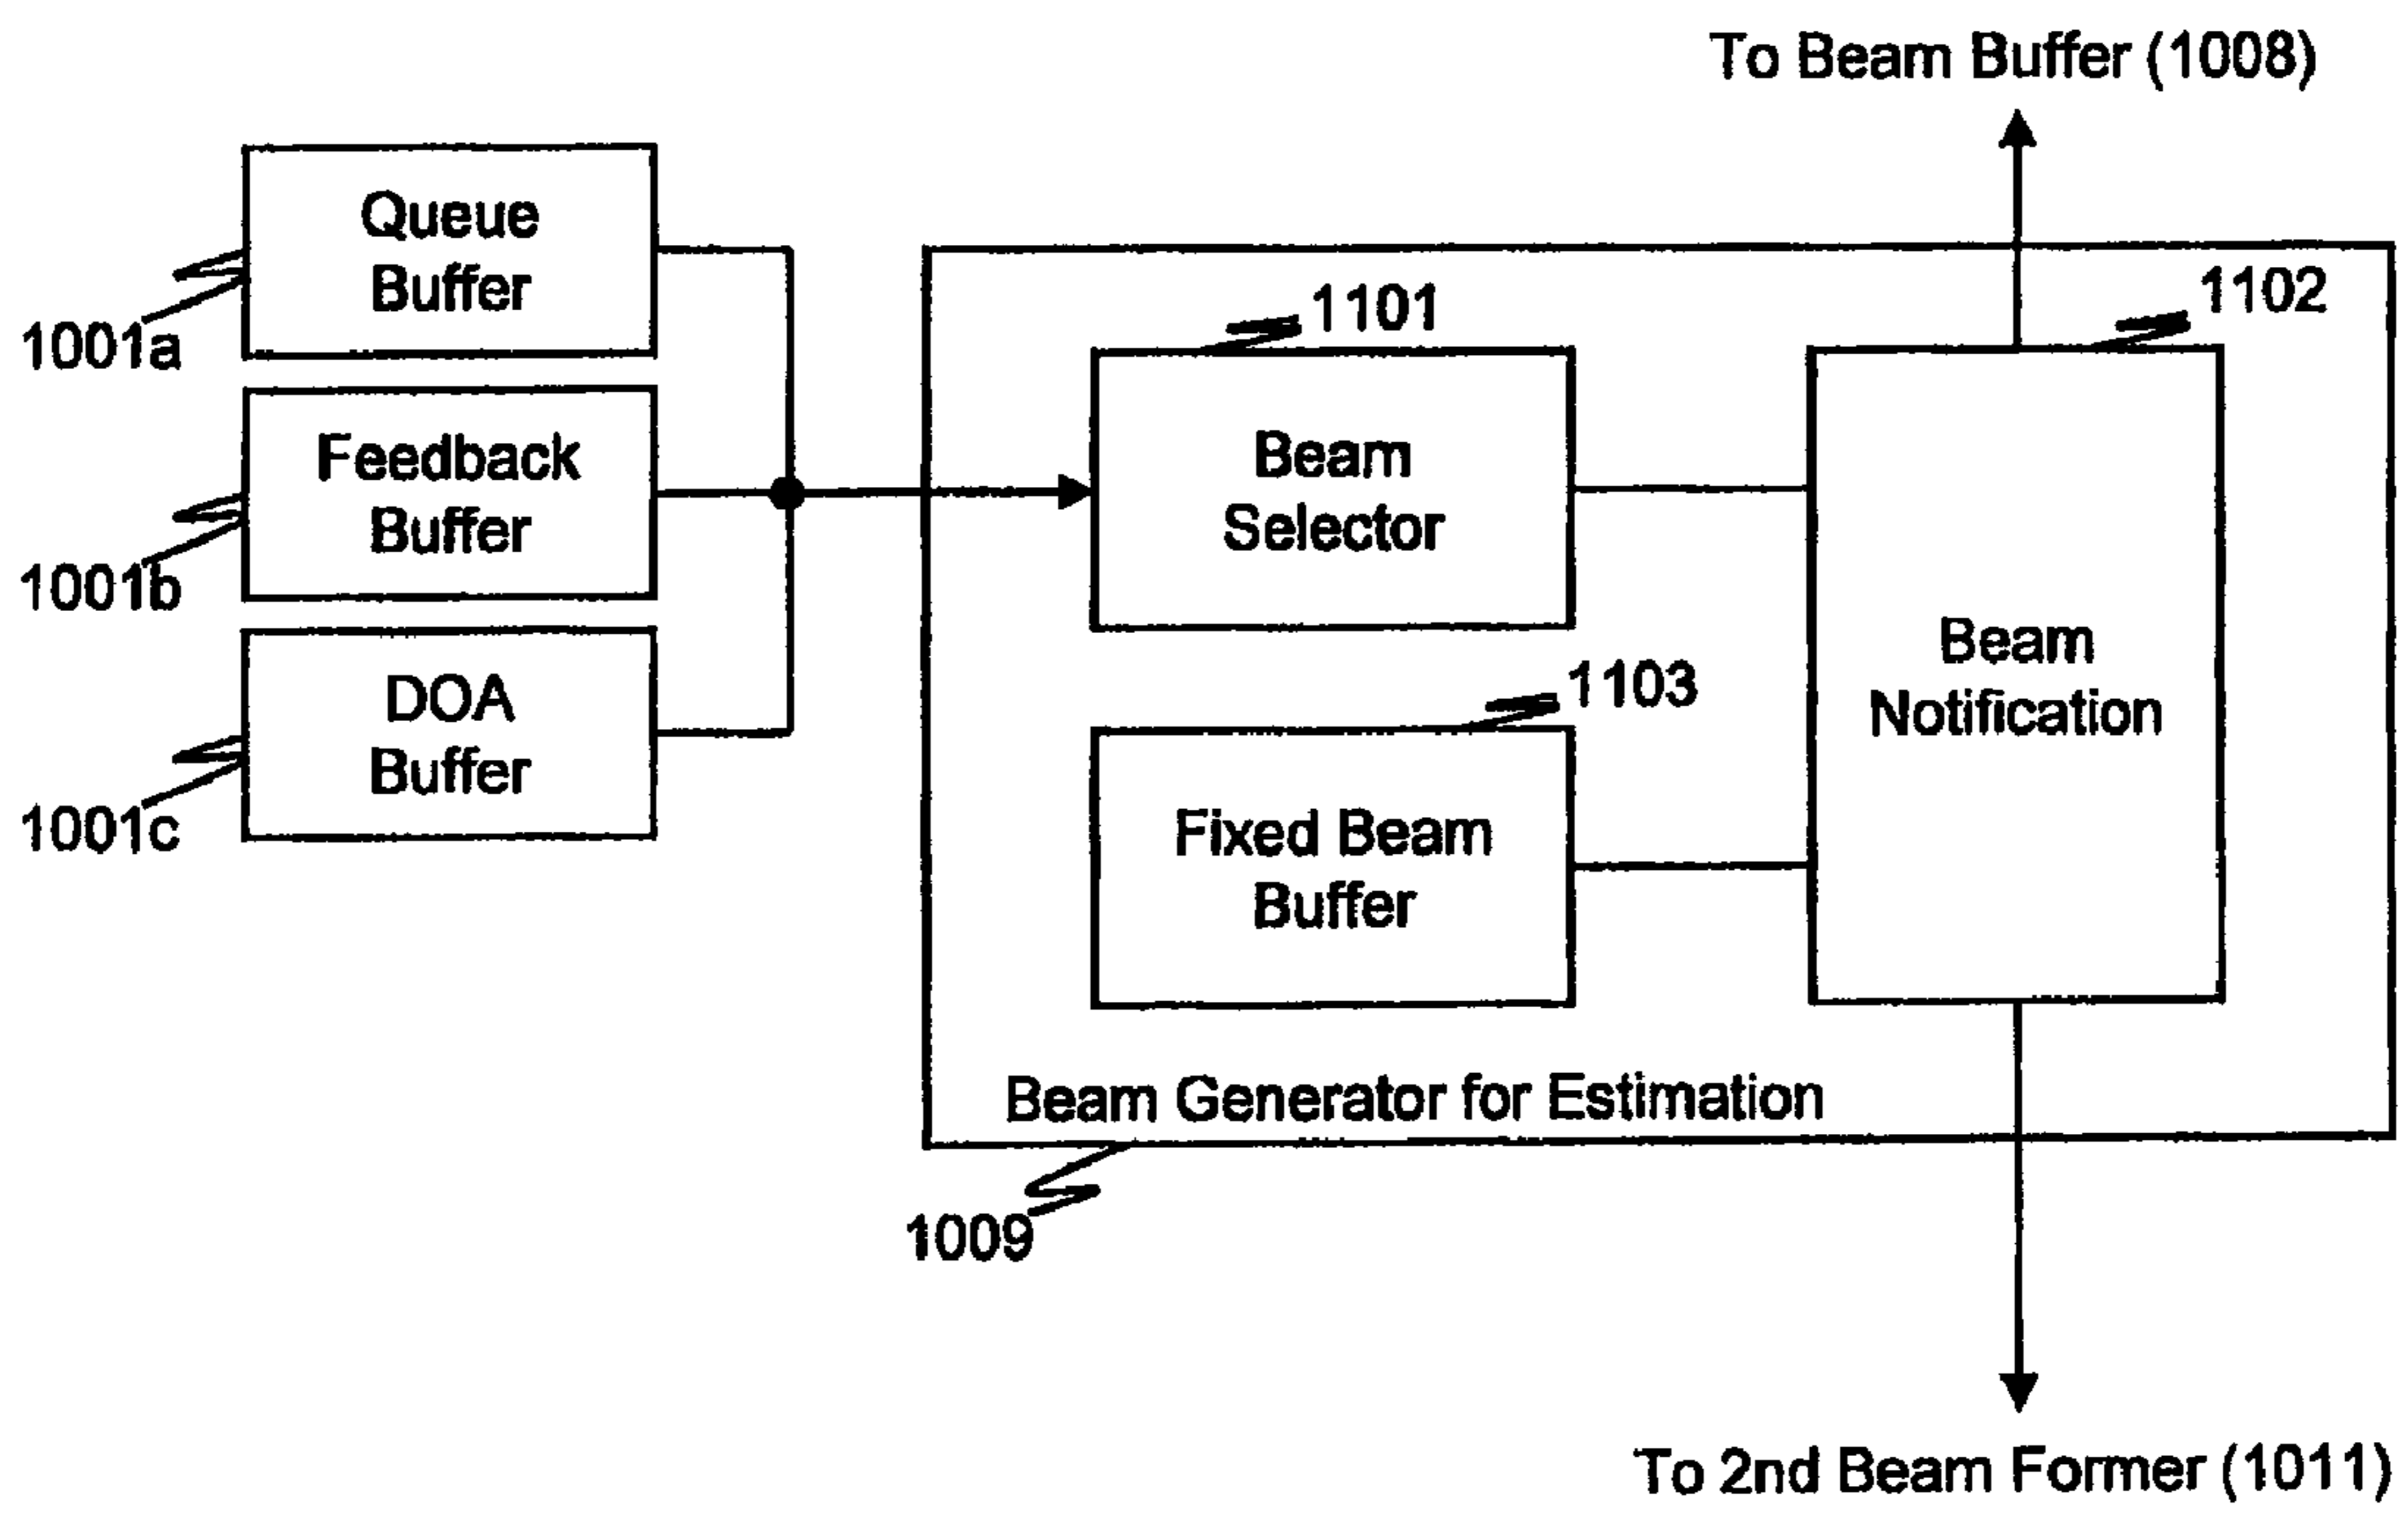 To Beam Buffer (1008)
Queue
Buffer
1001a
Feedback
Buffer
1001b
DOA
Buffer
1001c
1101
Beam
Selector
1102
Beam
Notification
1103
Fixed Beam
Buffer
Beam Generator for Estimation
1009
To 2nd Beam Former (1011)